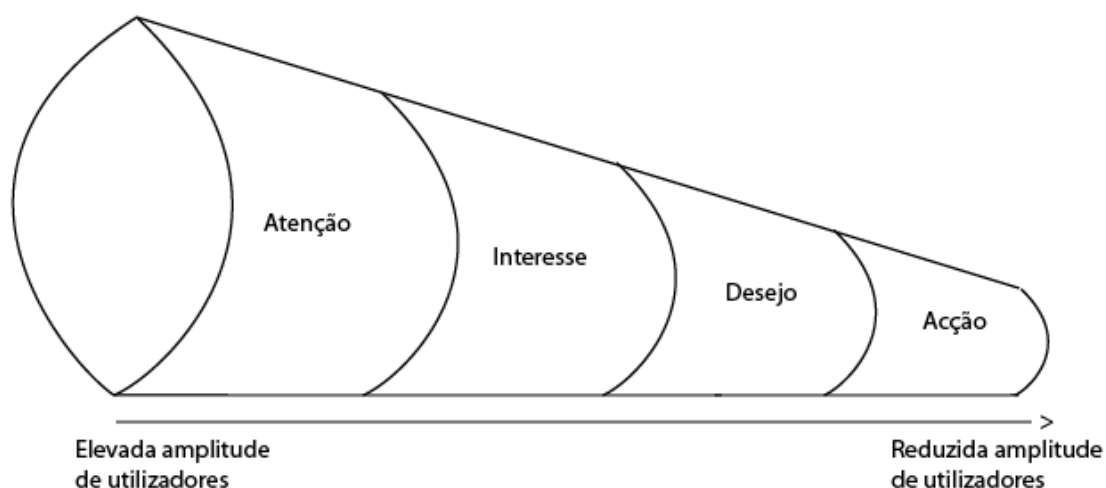 Atenção
Interesse
Desejo
Acção
>
Elevada amplitude
de utilizadores
Reduzida amplitude
de utilizadores